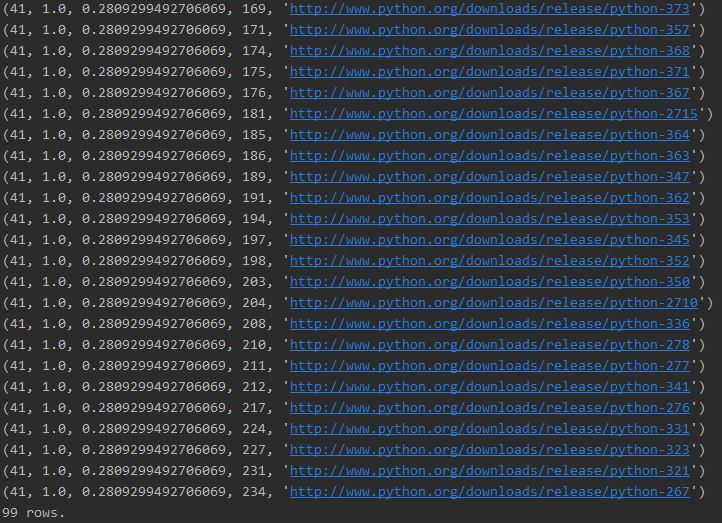 (41, 1.0, 0.2809299492706069, 169, 'http://www.python.org/downloads/release/python-373')
(41, 1.0, 0.2809299492706069, 171, 'http://www.python.org/downloads/release/python-357')
(41, 1.0, 0.2809299492706069, 174, 'http://www.python.org/downloads/release/python-368')
(41, 1.0, 0.2809299492706069, 175, 'http://www.python.org/downloads/release/python-371')
(41, 1.0, 0.2809299492706069, 176, 'http://www.python.org/downloads/release/python-367')
(41, 1.0, 0.2809299492706069, 181, 'http://www.python.org/downloads/release/python-2715')
(41, 1.0, 0.2809299492706069, 185, 'http://www.python.org/downloads/release/python-364')
(41, 1.0, 0.2809299492706069, 186, 'http://www.python.org/downloads/release/python-363')
(41, 1.0, 0.2809299492706069, 189, 'http://www.python.org/downloads/release/python-347')
(41, 1.0, 0.2809299492706069, 191, 'http://www.python.org/downloads/release/python-362')
(41, 1.0, 0.2809299492706069, 194, 'http://www.python.org/downloads/release/python-353')
(41, 1.0, 0.2809299492706069, 197, 'http://www.python.org/downloads/release/python-345')
(41, 1.0, 0.2809299492706069, 198, 'http://www.python.org/downloads/release/python-352')
(41, 1.0, 0.2809299492706069, 203, 'http://www.python.org/downloads/release/python-350')
(41, 1.0, 0.2809299492706069, 204, 'http://www.python.org/downloads/release/python-2710')
(41, 1.0, 0.2809299492706069, 208, 'http://www.python.org/downloads/release/python-336')
(41, 1.0, 0.2809299492706069, 210, 'http://www.python.org/downloads/release/python-278')
(41, 1.0, 0.2809299492706069, 211, 'http://www.python.org/downloads/release/python-277')
(41, 1.0, 0.2809299492706069, 212, 'http://www.python.org/downloads/release/python-341')
(41, 1.0, 0.2809299492706069, 217, 'http://www.python.org/downloads/release/python-276')
(41, 1.0, 0.2809299492706069, 224, 'http://www.python.org/downloads/release/python-331')
(41, 1.0, 0.2809299492706069, 227, 'http://www.python.org/downloads/release/python-323')
(41, 1.0, 0.2809299492706069, 231, 'http://www.python.org/downloads/release/python-321')
(41, 1.0, 0.2809299492706069, 234, 'http://www.python.org/downloads/release/python-267')
99 rows.